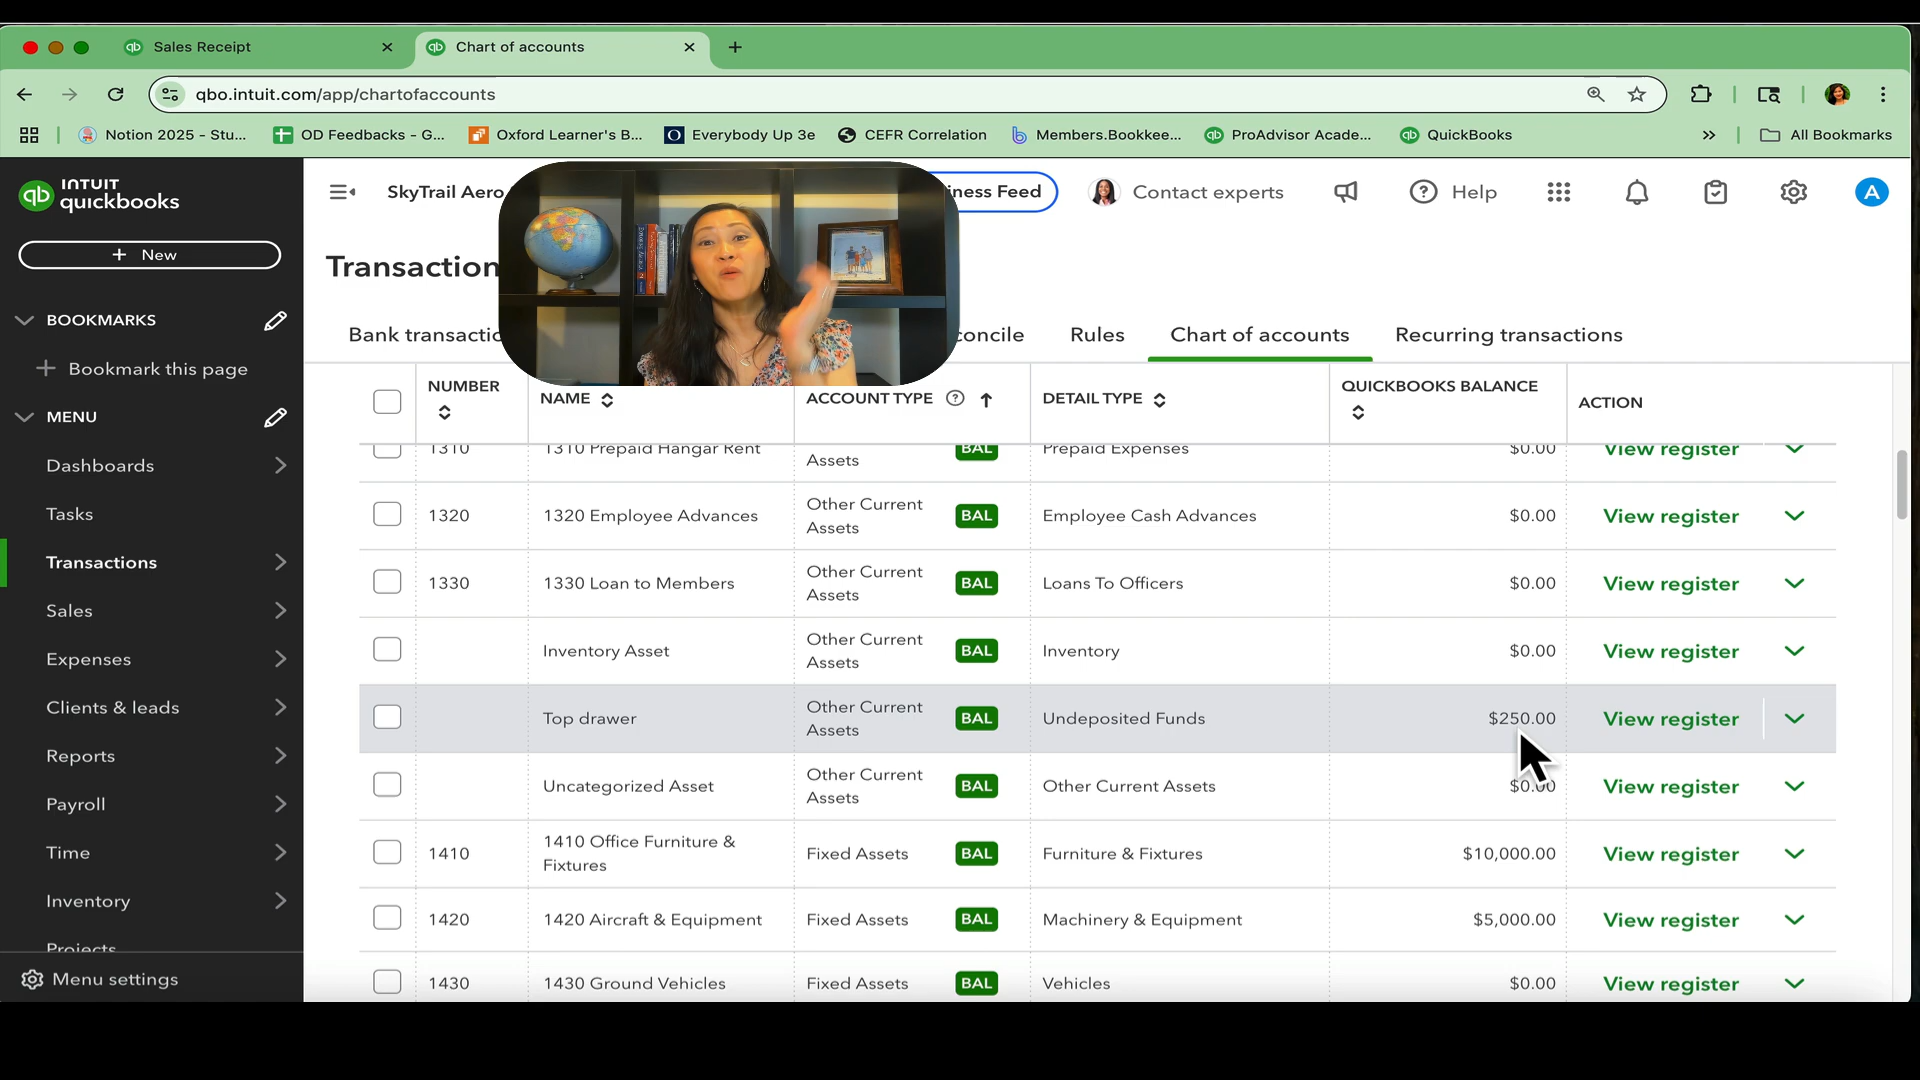 Sales Receipt
Chart of accounts
qbo.intuit.com/app/chartofaccounts
Notion 2025 – Stu...
OD Feedbacks - G...
Oxford Learner's B...
Everybody Up 3e
CEFR Correlation
Members.Bookkee...
ProAdvisor Acade...
QuickBooks
All Bookmarks
INTUIT
quickbooks
SkyTrail Aero
iness Feed
Contact experts
Help
A
+ New
Transaction
BOOKMARKS
+ Bookmark this page
MENU
Dashboards
Tasks
Transactions
Sales
Expenses
Clients & leads
Reports
Payroll
Time
Inventory
Projects
Menu settings
Bank transactio
concile
Rules
Chart of accounts
Recurring transactions
NUMBER NAME ACCOUNT TYPE DETAIL TYPE QUICKBOOKS BALANCE ACTION
1310 1310 Prepaid Hangar Rent Assets BAL Prepaid Expenses $0.00 View register
1320 1320 Employee Advances Other Current Assets BAL Employee Cash Advances $0.00 View register
1330 1330 Loan to Members Other Current Assets BAL Loans To Officers $0.00 View register
Inventory Asset Other Current Assets BAL Inventory $0.00 View register
Top drawer Other Current Assets BAL Undeposited Funds $250.00 View register
Uncategorized Asset Other Current Assets BAL Other Current Assets $0.00 View register
1410 1410 Office Furniture & Fixtures Fixed Assets BAL Furniture & Fixtures $10,000.00 View register
1420 1420 Aircraft & Equipment Fixed Assets BAL Machinery & Equipment $5,000.00 View register
1430 1430 Ground Vehicles Fixed Assets BAL Vehicles $0.00 View register